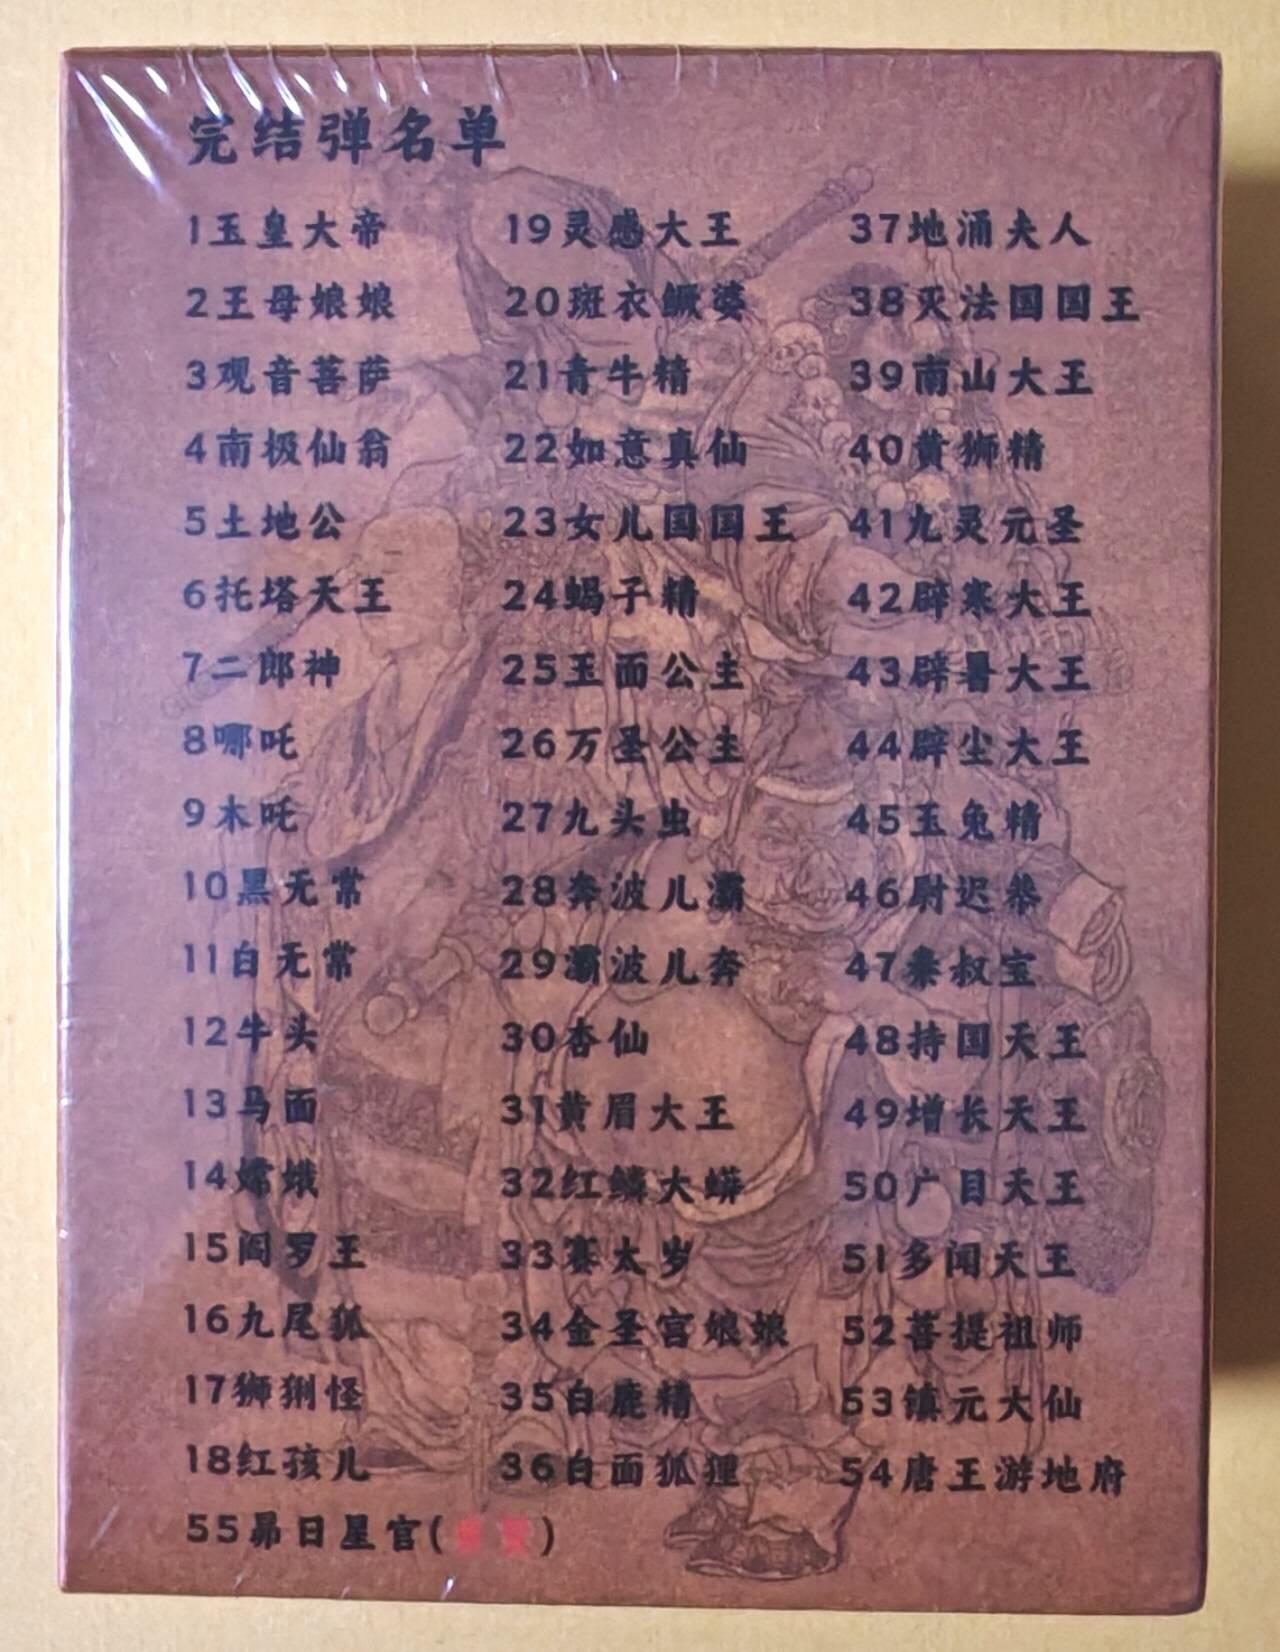 完结弹名单
1玉皇大帝
2王母娘娘
3观音菩萨
4南极仙翁
5土地公
6托塔天王
7二郎神
8哪吒
9木吒
10黑无常
11白无常
12牛头
13马面
14嫦娥
15阎罗王
16九尾狐
17狮猁怪
18红孩儿
19灵感大王
20斑衣鳜婆
21青牛精
22如意真仙
23女儿国国王
24蝎子精
25玉面公主
26万圣公主
27九头虫
28奔波儿灞
29灞波儿奔
30杏仙
31黄眉大王
32红鳞大蟒
33赛太岁
34金圣宫娘娘
35白鹿精
36白面狐狸
37地涌夫人
38灭法国国王
39南山大王
40黄狮精
41九灵元圣
42辟寒大王
43辟暑大王
44辟尘大王
45玉兔精
46尉迟恭
47秦叔宝
48持国天王
49增长天王
50广目天王
51多闻天王
52菩提祖师
53镇元大仙
54唐王游地府
55昴日星官( )